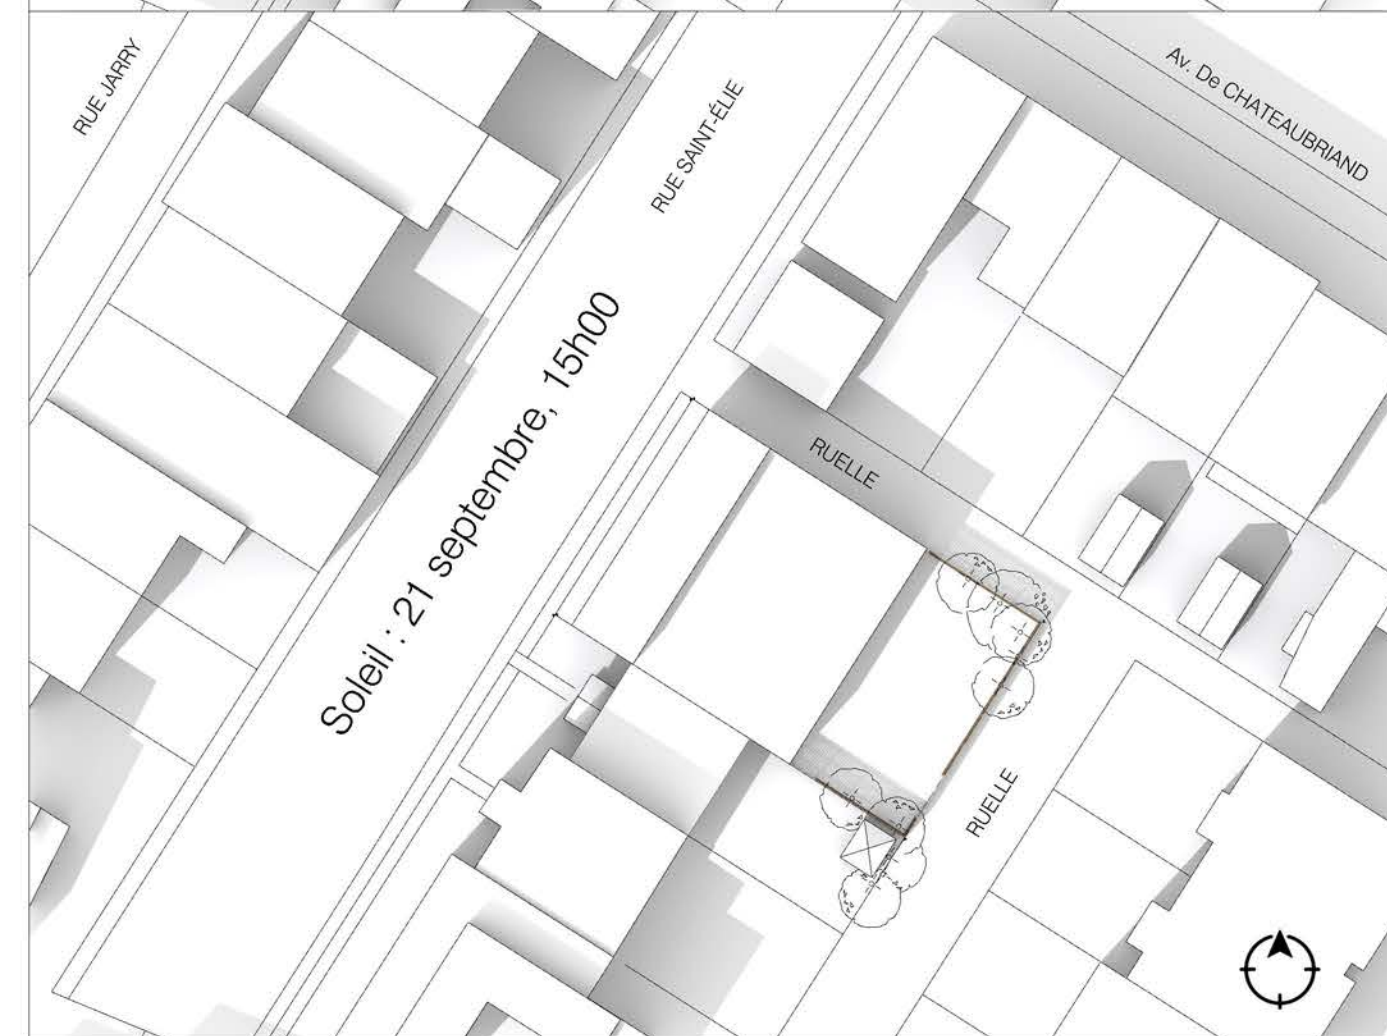 RUE JARRY
RUE SAINT-ÉLIE
Av. De CHATEAUBRIAND
Soleil : 21 septembre, 15h00
RUELLE
RUELLE